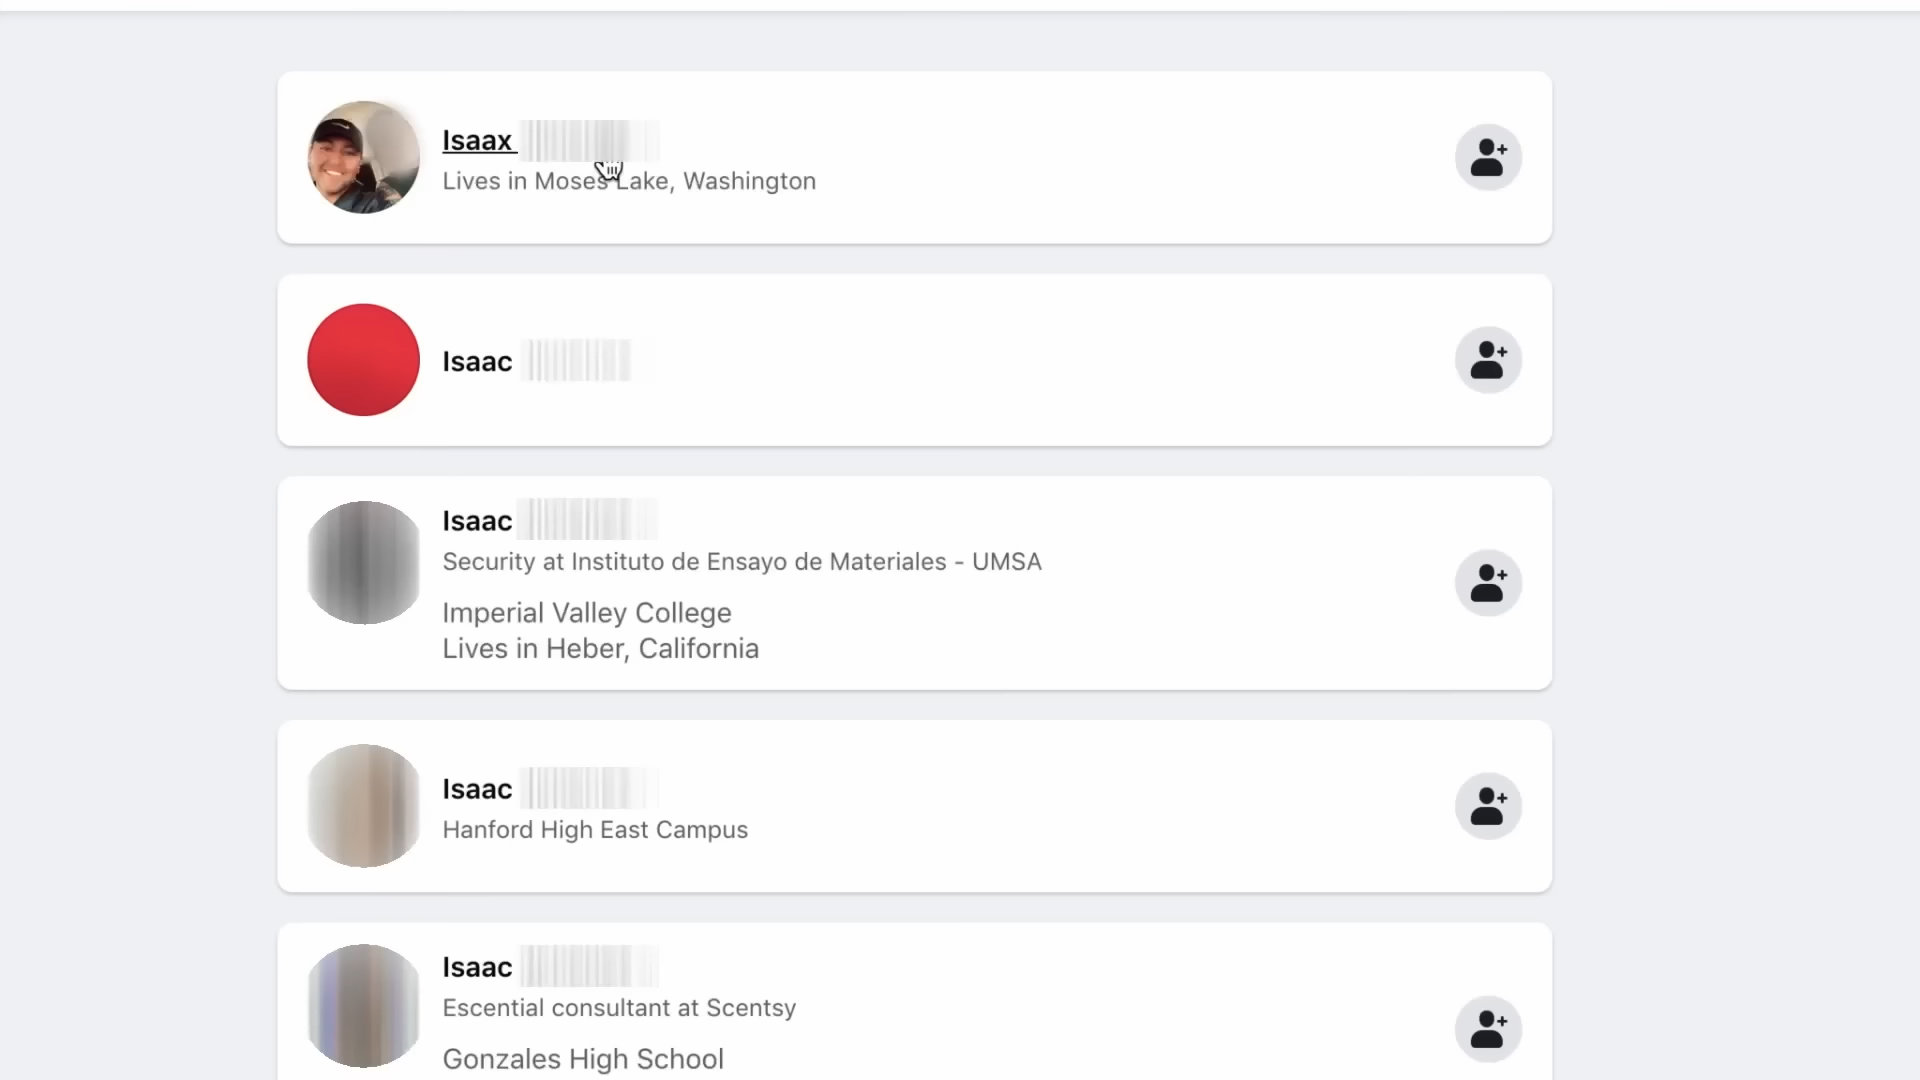 Isaax
Lives in Moses Lake, Washington
Isaac
Isaac
Security at Instituto de Ensayo de Materiales - UMSA
Imperial Valley College
Lives in Heber, California
Isaac
Hanford High East Campus
Isaac
Escential consultant at Scentsy
Gonzales High School